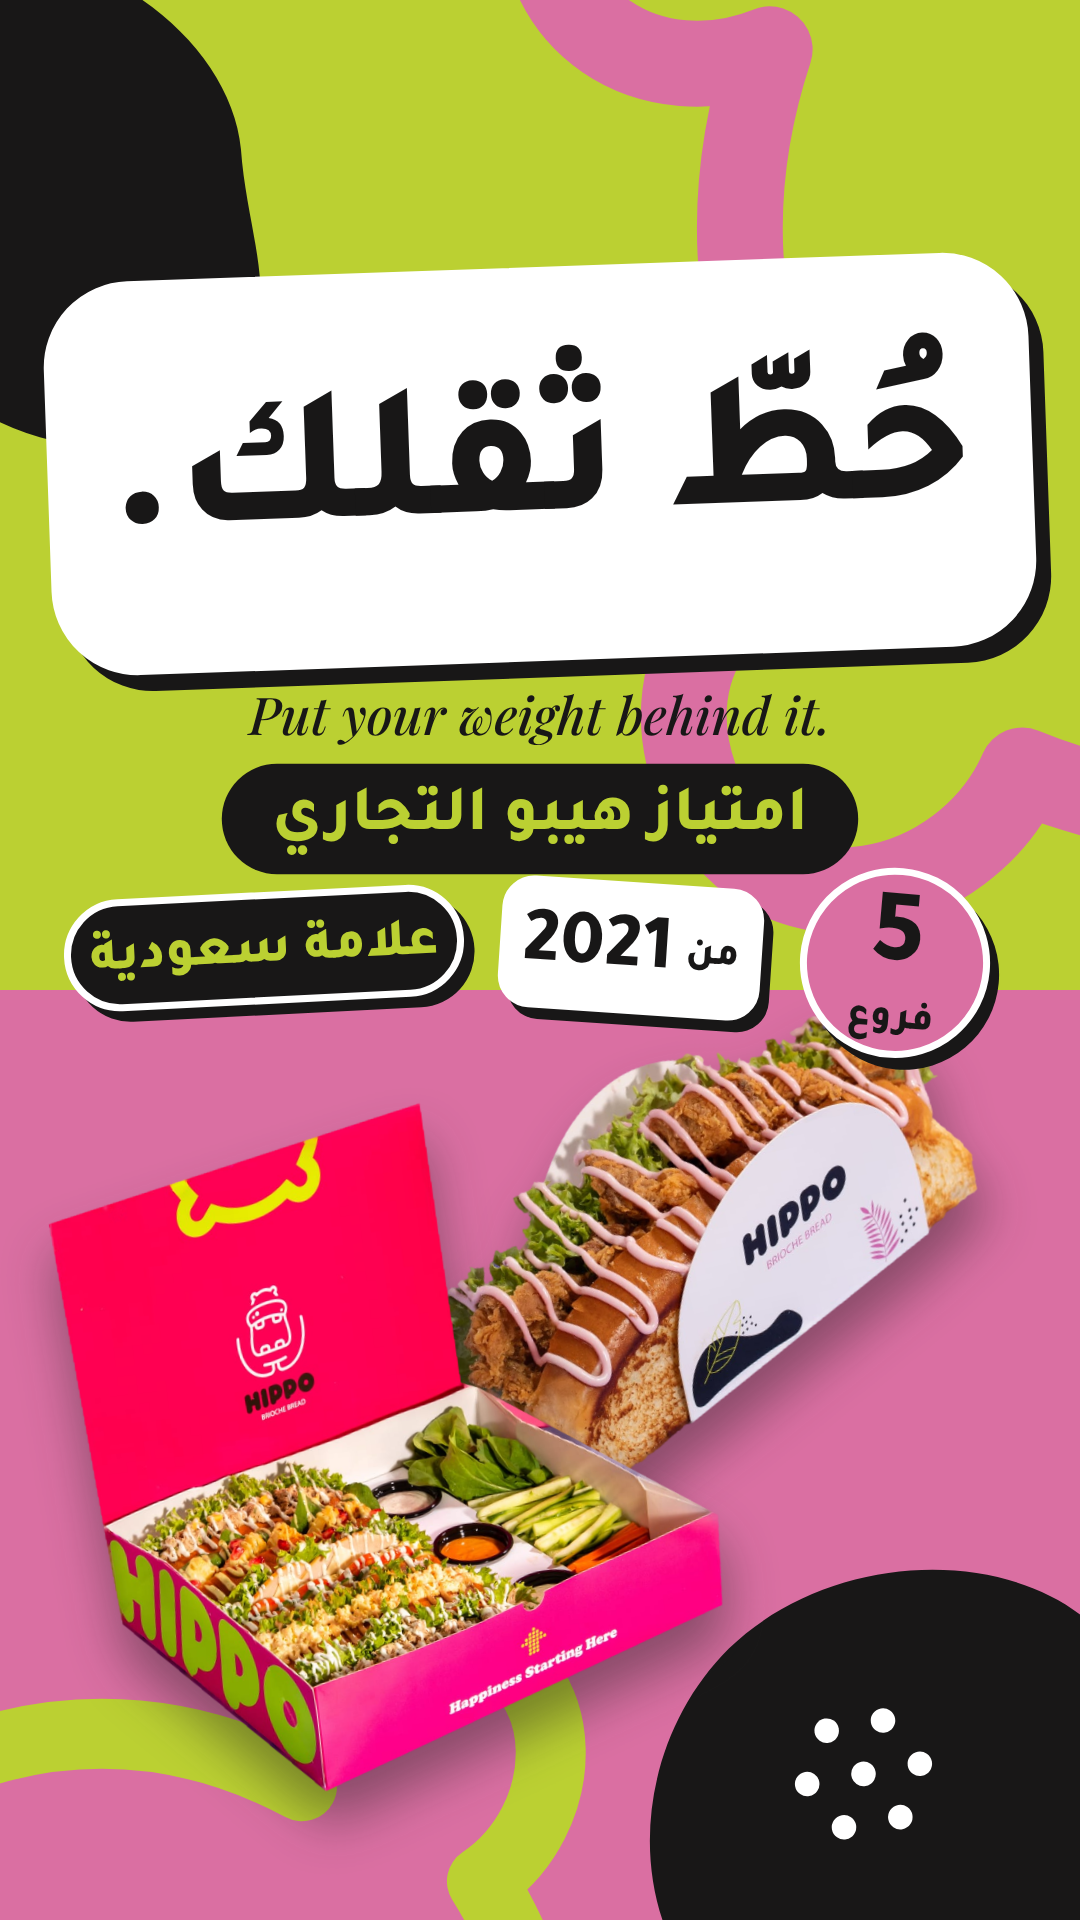 حُطّ ثقلك.
Put your weight behind it.
امتياز هيبو التجاري
5
فروع
من 2021
علامة سعودية
HIPPO
BRIOCHE BREAD
HIPPO
BRIOCHE BREAD
HIPPO
Happiness Starting Here